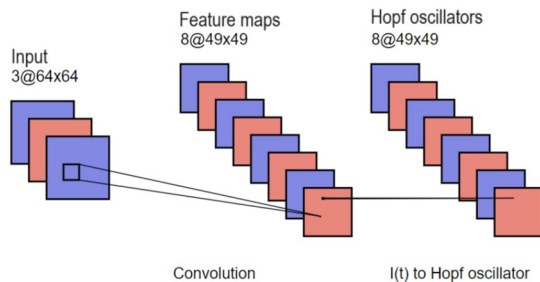 Input
3@64x64
Feature maps
8@49x49
Hopf oscillators
8@49x49
Convolution
I(t) to Hopf oscillator